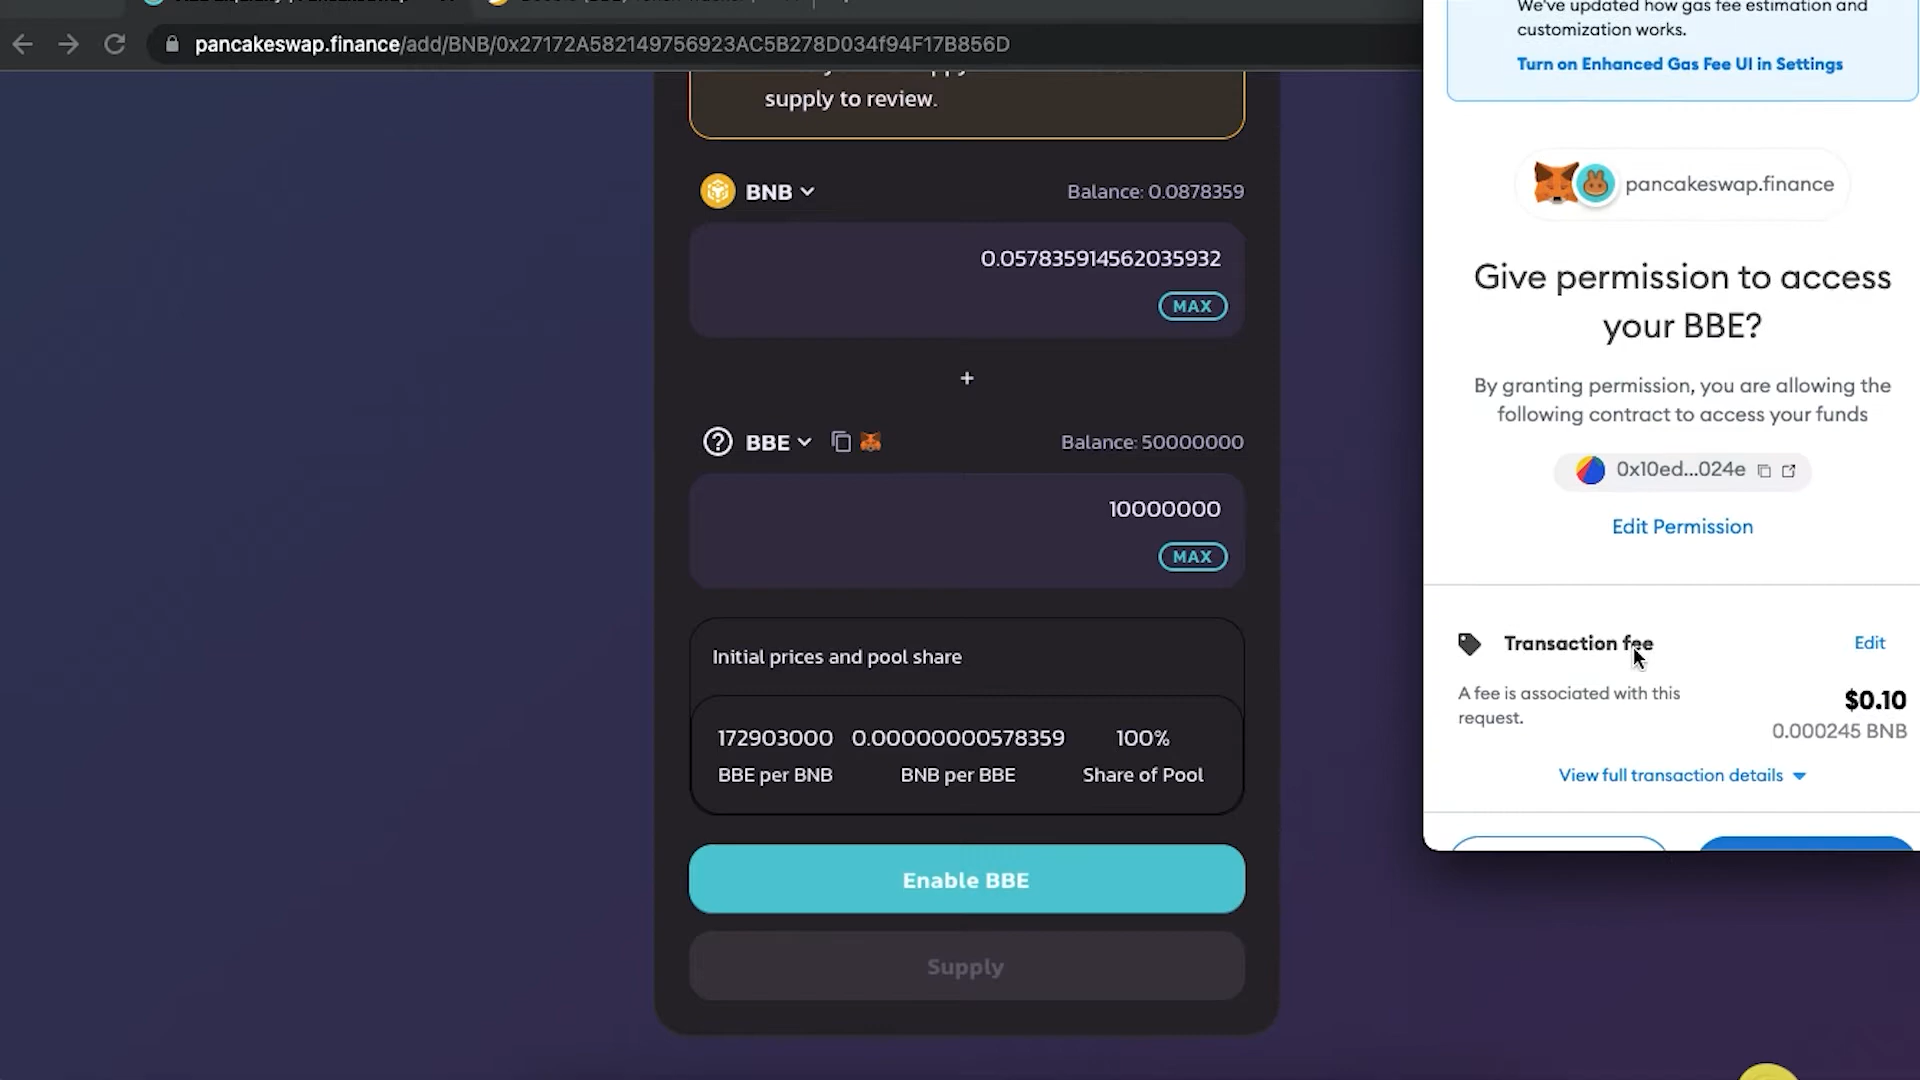 pancakeswap.finance/add/BNB/0x27172A582149756923AC5B278D034f94F17B856D
supply to review.
BNB
Balance: 0.0878359
0.057835914562035932
MAX
+
BBE
Balance: 50000000
10000000
MAX
Initial prices and pool share
172903000 0.00000000578359 100%
BBE per BNB BNB per BBE Share of Pool
Enable BBE
Supply
We've updated how gas fee estimation and
customization works.
Turn on Enhanced Gas Fee UI in Settings
pancakeswap.finance
Give permission to access
your BBE?
By granting permission, you are allowing the
following contract to access your funds
0x10ed...024e
Edit Permission
Transaction fee
Edit
A fee is associated with this
request.
$0.10
0.000245 BNB
View full transaction details